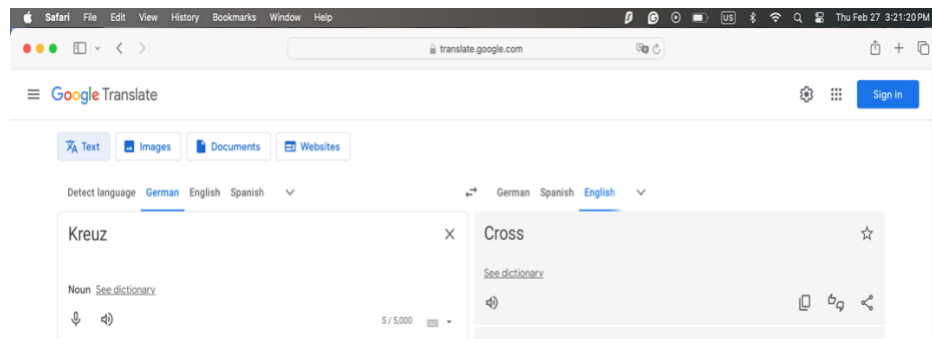 Safari File Edit View History Bookmarks Window Help US Thu Feb 27 3:21:20 PM
translate.google.com
Google Translate Sign in
Text Images Documents Websites
Detect language German English Spanish German Spanish English
Kreuz Cross
See dictionary
Noun See dictionary
5 / 5,000